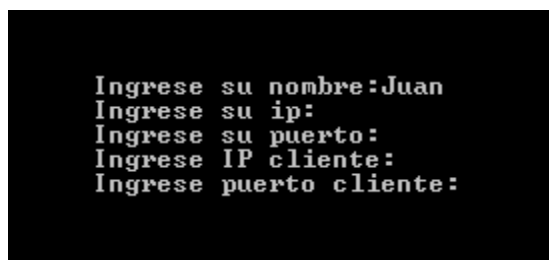 Ingrese su nombre:Juan
Ingrese su ip:
Ingrese su puerto:
Ingrese IP cliente:
Ingrese puerto cliente: